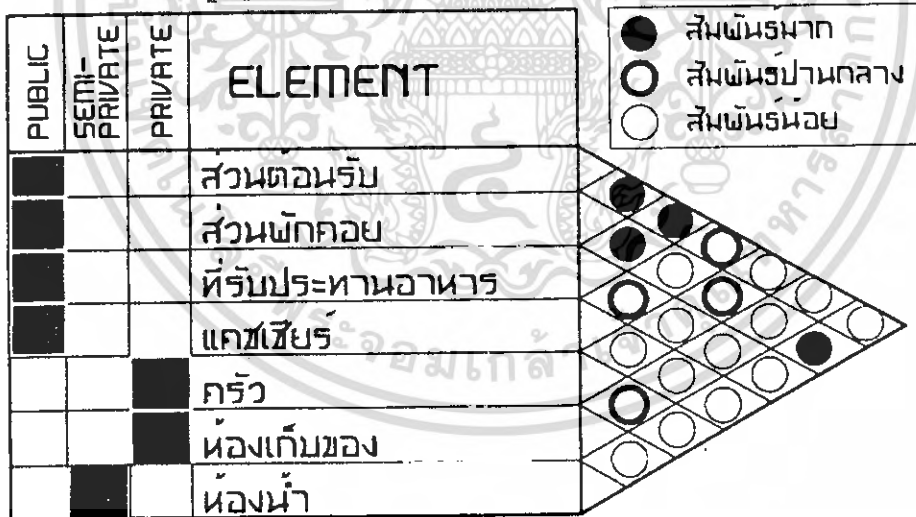 PUBLIC
SEMI-
PRIVATE
PRIVATE
ELEMENT
สัมพันธมาก
สัมพันธ์ปานกลาง
สัมพันธ์น้อย
ส่วนต้อนรับ
ส่วนพักคอย
ที่รับประทานอาหาร
แคชเชียร์
ครัว
ห้องเก็บของ
ห้องน้ำ